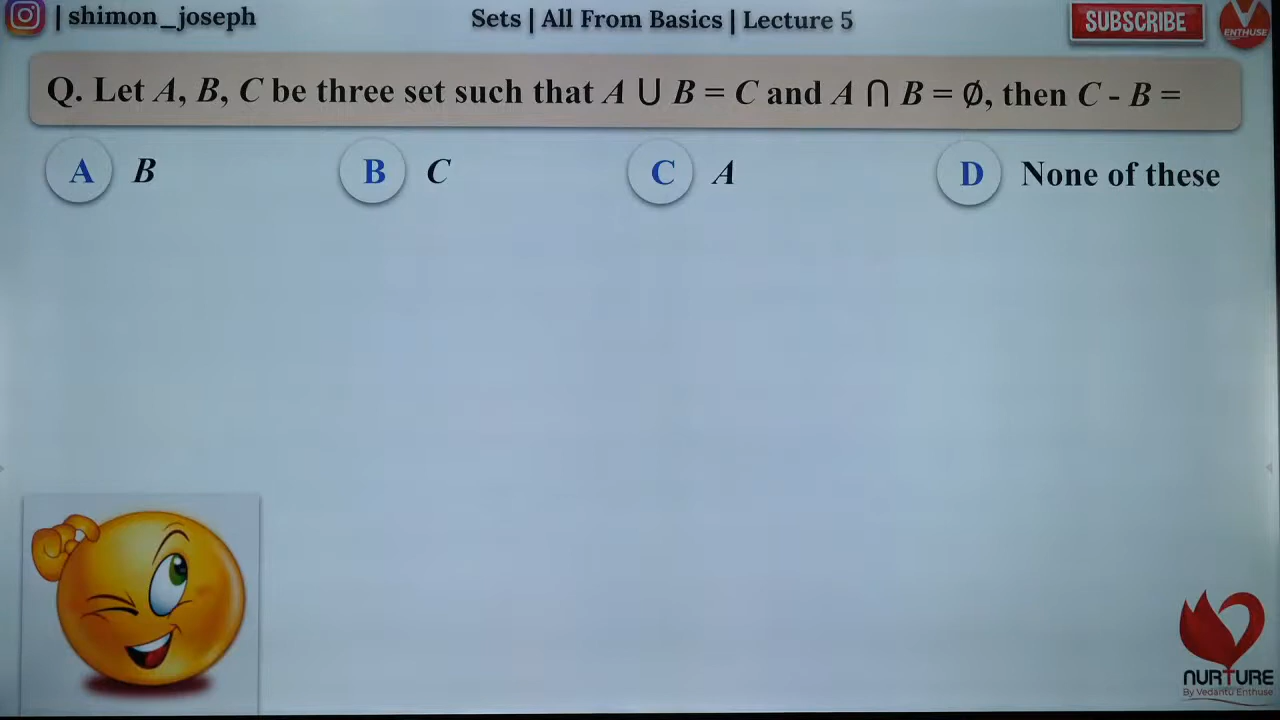 | shimon_joseph
Sets | All From Basics | Lecture 5
SUBSCRIBE
ENTHUSE
Q. Let A, B, C be three set such that A ∪ B = C and A ∩ B = ∅, then C - B =
A B
B C
C A
D None of these
NURTURE
By Vedantu Enthuse